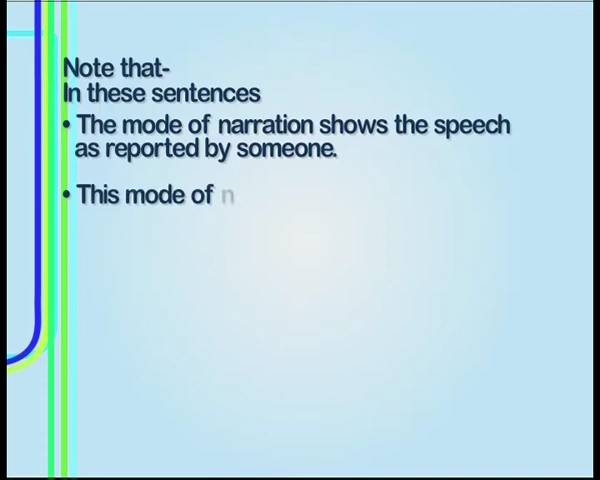 Note that-
In these sentences
• The mode of narration shows the speech
as reported by someone.
• This mode of n